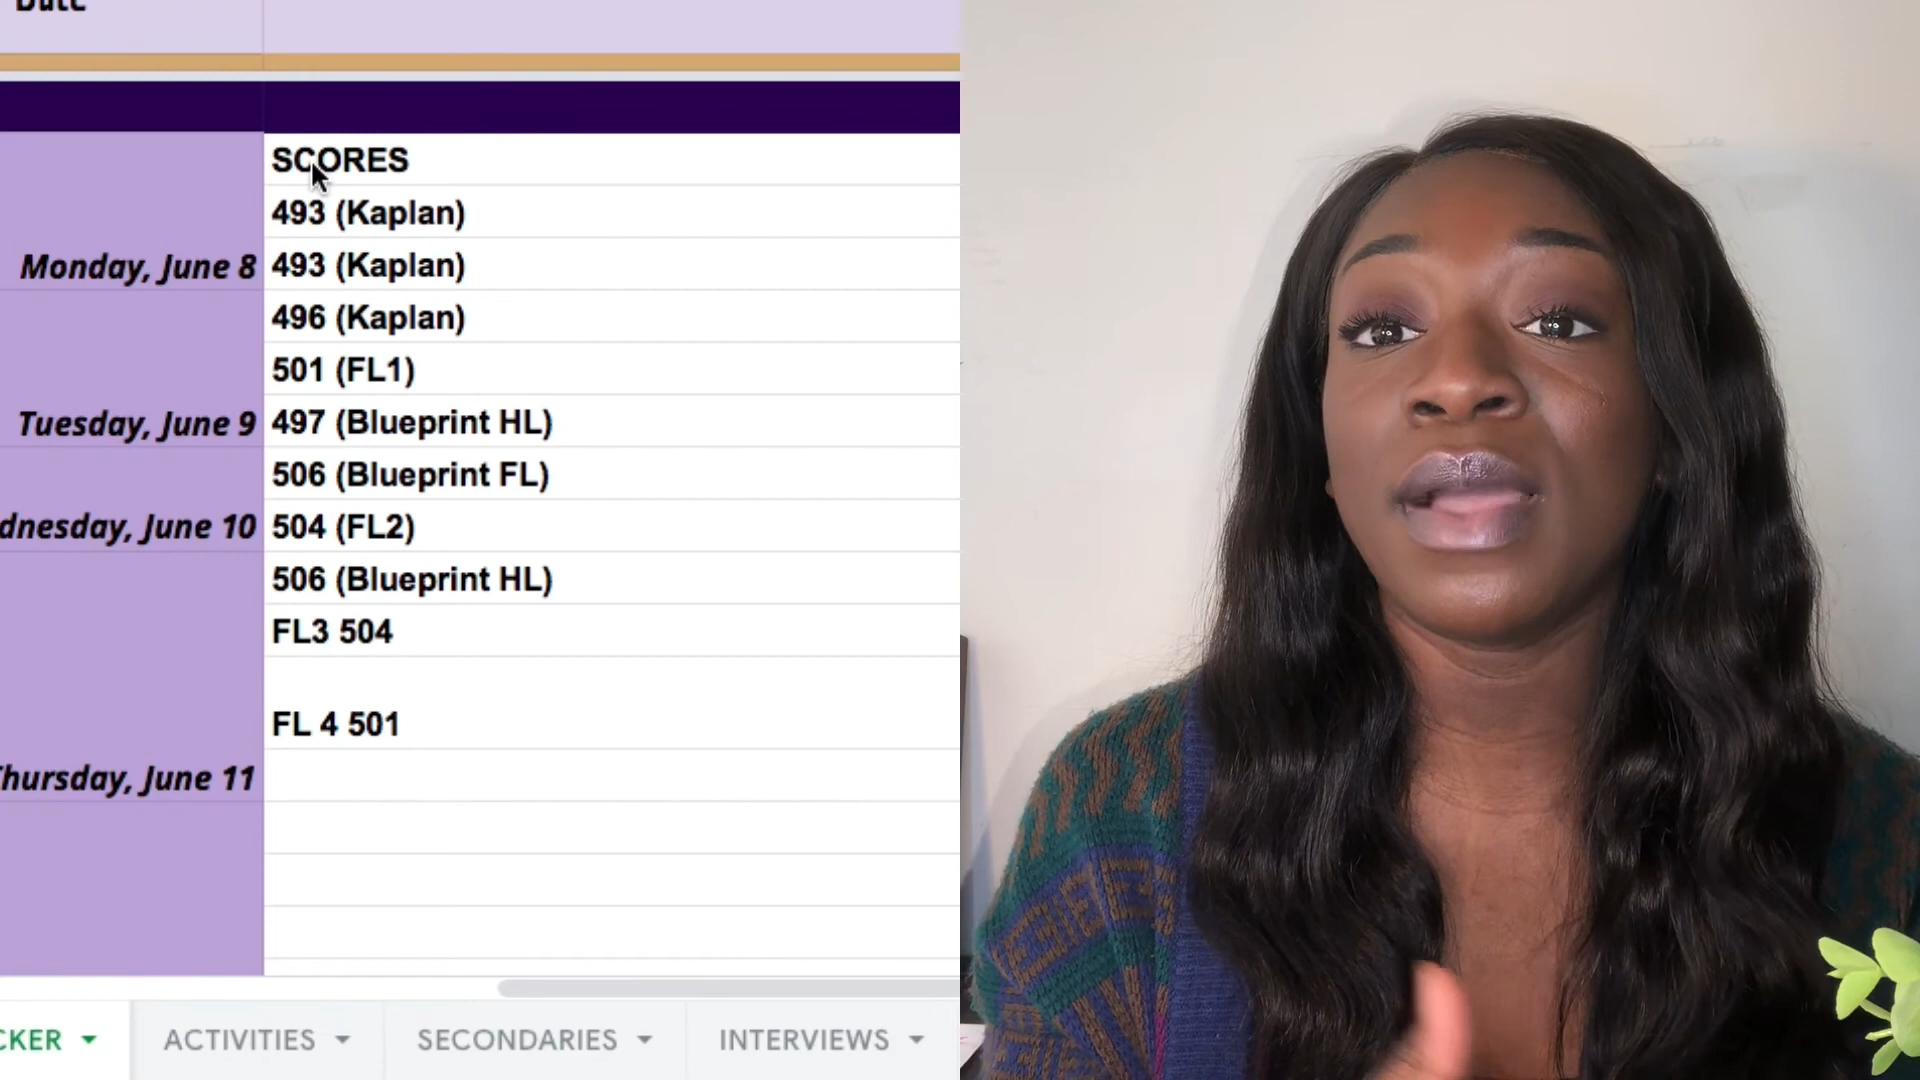 Date
SCORES
493 (Kaplan)
Monday, June 8 493 (Kaplan)
496 (Kaplan)
501 (FL1)
Tuesday, June 9 497 (Blueprint HL)
506 (Blueprint FL)
dnesday, June 10 504 (FL2)
506 (Blueprint HL)
FL3 504
FL 4 501
Thursday, June 11
CKER ACTIVITIES SECONDARIES INTERVIEWS